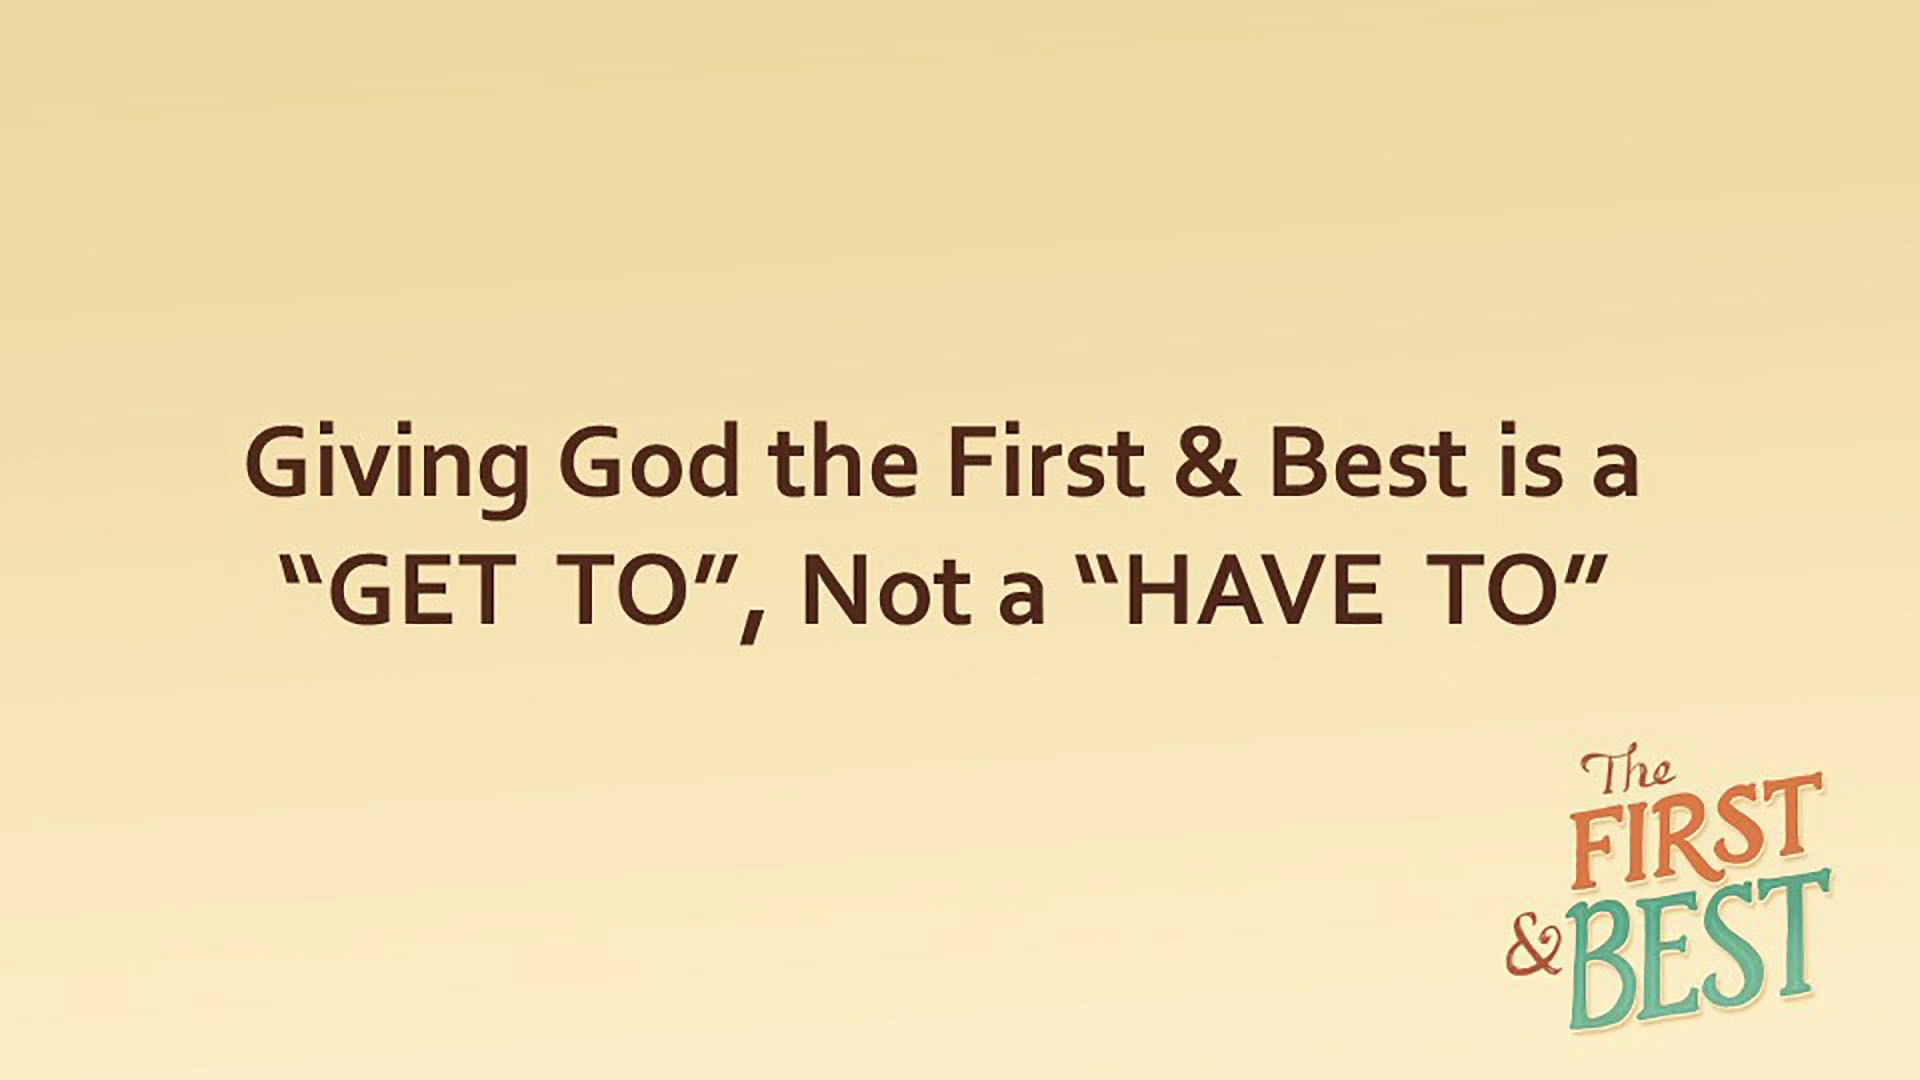 Giving God the First & Best is a
“GET TO”, Not a “HAVE TO”
The
FIRST
& BEST